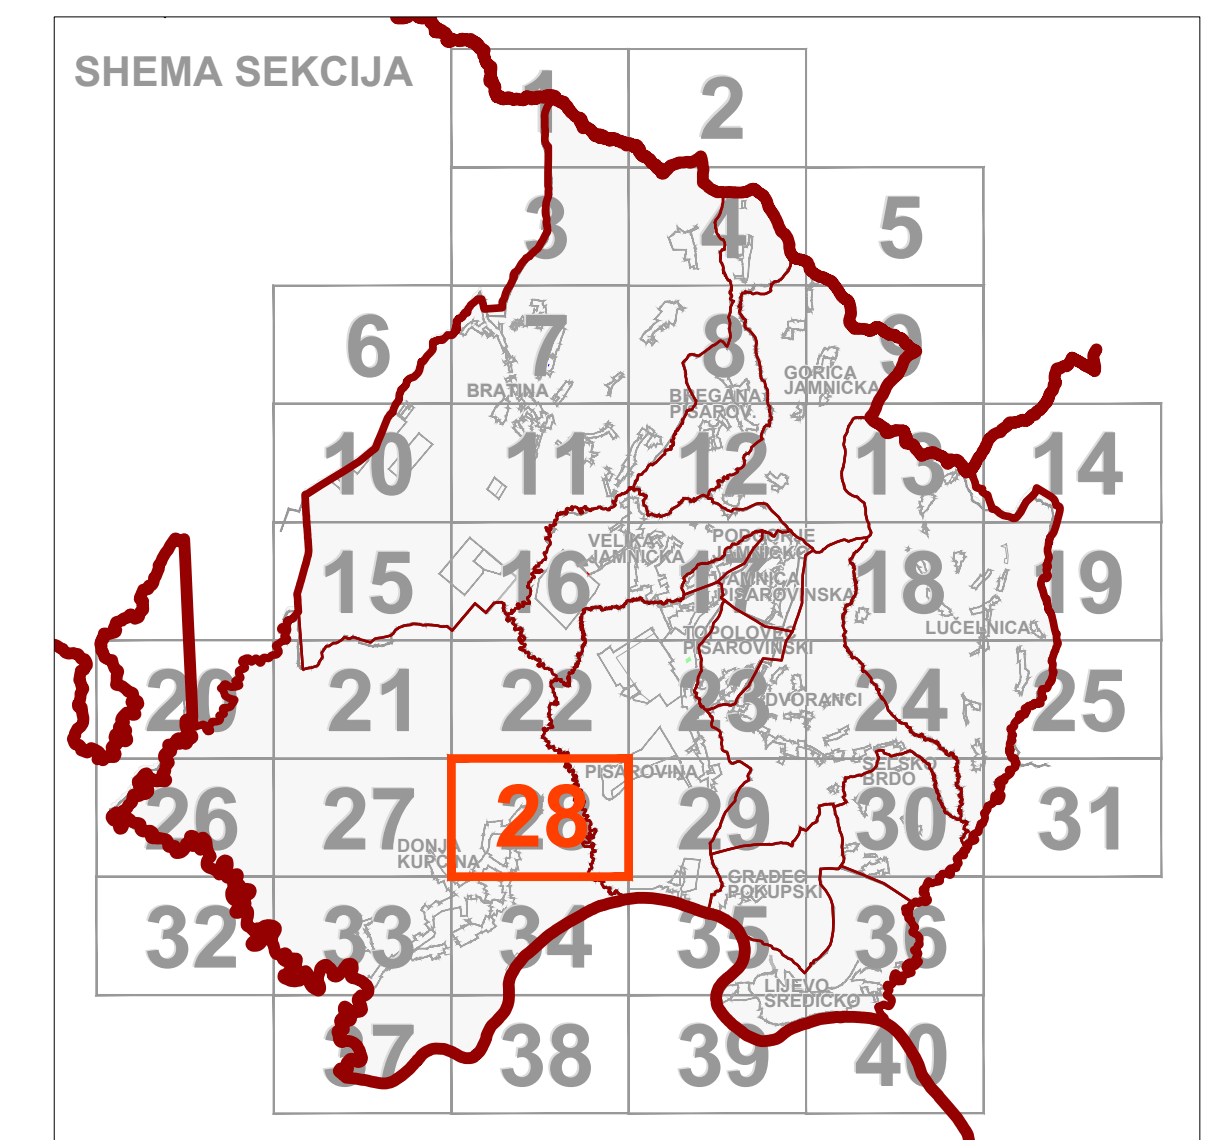 SHEMA SEKCIJA
1
2
3
4
5
6
7
8
9
BRATINA
BREGANA
PISAROV.
GORICA
JAMNIČKA
10
11
12
13
14
VELIKA
JAMNIČKA
PODGORJE
JAMNIČKO
15
16
17
18
19
JAMNICA
PISAROVINSKA
TOPOLOVEC
PISAROVINSKI
LUČELNICA
20
21
22
23
24
25
DVORANCI
PISAROVINA
SELSKO
BRDO
26
27
28
29
30
31
DONJA
KUPČINA
GRADEC
POKUPSKI
32
33
34
35
36
LIJEVO
SREDIČKO
37
38
39
40